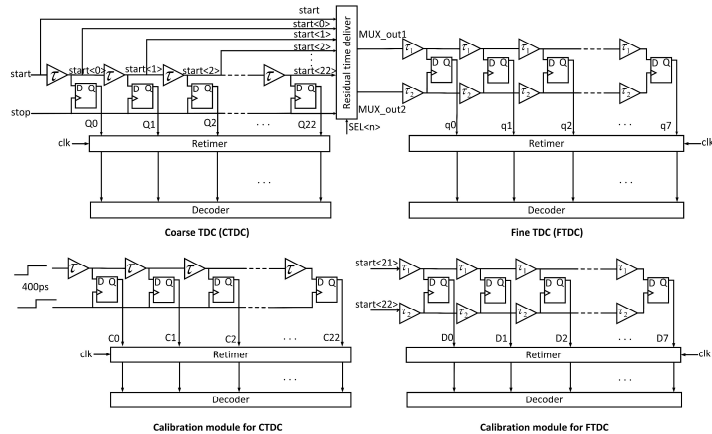 start
start<0>
start<1>
start<2>
start τ start<0> τ start<1> τ start<2> τ start<22>
D Q D Q D Q D Q
stop
Q0 Q1 Q2 · · · Q22
clk Retimer
. . .
Decoder
Coarse TDC (CTDC)
Residual time deliver
SEL<n>
MUX_out1
MUX_out2
τ1 τ1 τ1 τ1
D Q D Q D Q D Q
τ2 τ2 τ2 τ2
q0 q1 q2 · · · q7
Retimer clk
. . .
Decoder
Fine TDC (FTDC)
400ps
τ τ τ τ
D Q D Q D Q D Q
C0 C1 C2 · · · C22
clk Retimer
. . .
Decoder
Calibration module for CTDC
start<21> τ1 τ1 τ1 τ1
D Q D Q D Q D Q
start<22> τ2 τ2 τ2 τ2
D0 D1 D2 · · · D7
Retimer clk
. . .
Decoder
Calibration module for FTDC